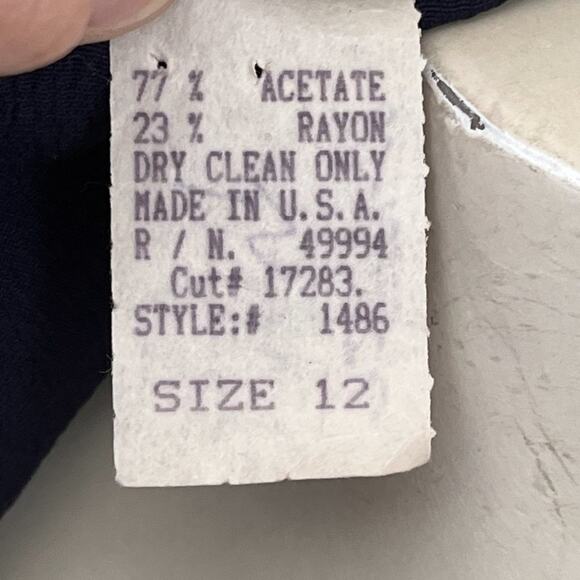 77 % ACETATE
23 % RAYON
DRY CLEAN ONLY
MADE IN U.S.A.
R / N. 49994
Cut# 17283.
STYLE:# 1486
SIZE 12